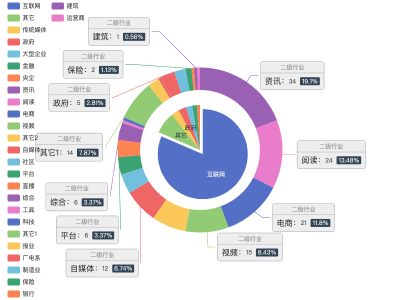 互联网
其它
传统媒体
政府
大型企业
金融
央企
资讯
阅读
电商
视频
其它2
自媒体
社区
平台
直播
综合
工具
科技
其它1
报业
广电系
制造业
保险
银行
建筑
运营商
二级行业
建筑: 1 0.56%
二级行业
保险: 2 1.13%
二级行业
政府: 5 2.81%
二级行业
其它1: 14 7.87%
二级行业
综合: 6 3.37%
二级行业
平台: 6 3.37%
二级行业
自媒体: 12 6.74%
二级行业
资讯: 34 19.1%
二级行业
阅读: 24 13.48%
二级行业
电商: 21 11.8%
二级行业
视频: 15 8.43%
政府
其它
互联网